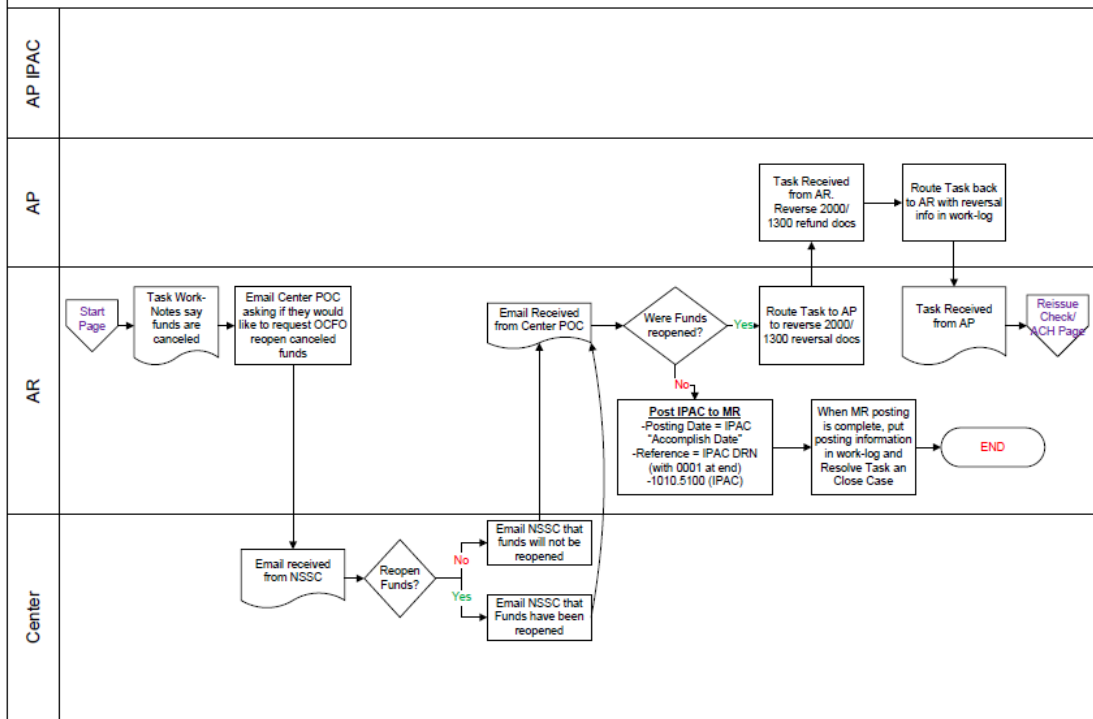 AP IPAC
AP
Task Received
from AR.
Reverse 2000/
1300 refund docs
Route Task back
to AR with reversal
info in work-log
AR
Start
Page
Task Work-
Notes say
funds are
canceled
Email Center POC
asking if they would
like to request OCFO
reopen canceled
funds
Email Received
from Center POC
Were Funds
reopened?
Yes
Route Task to AP
to reverse 2000/
1300 reversal docs
Task Received
from AP
Reissue
Check/
ACH Page
No
Post IPAC to MR
-Posting Date = IPAC
"Accomplish Date"
-Reference = IPAC DRN
(with 0001 at end)
-1010.5100 (IPAC)
When MR posting
is complete, put
posting information
in work-log and
Resolve Task an
Close Case
END
Center
Email received
from NSSC
Reopen
Funds?
No
Email NSSC that
funds will not be
reopened
Yes
Email NSSC that
Funds have been
reopened